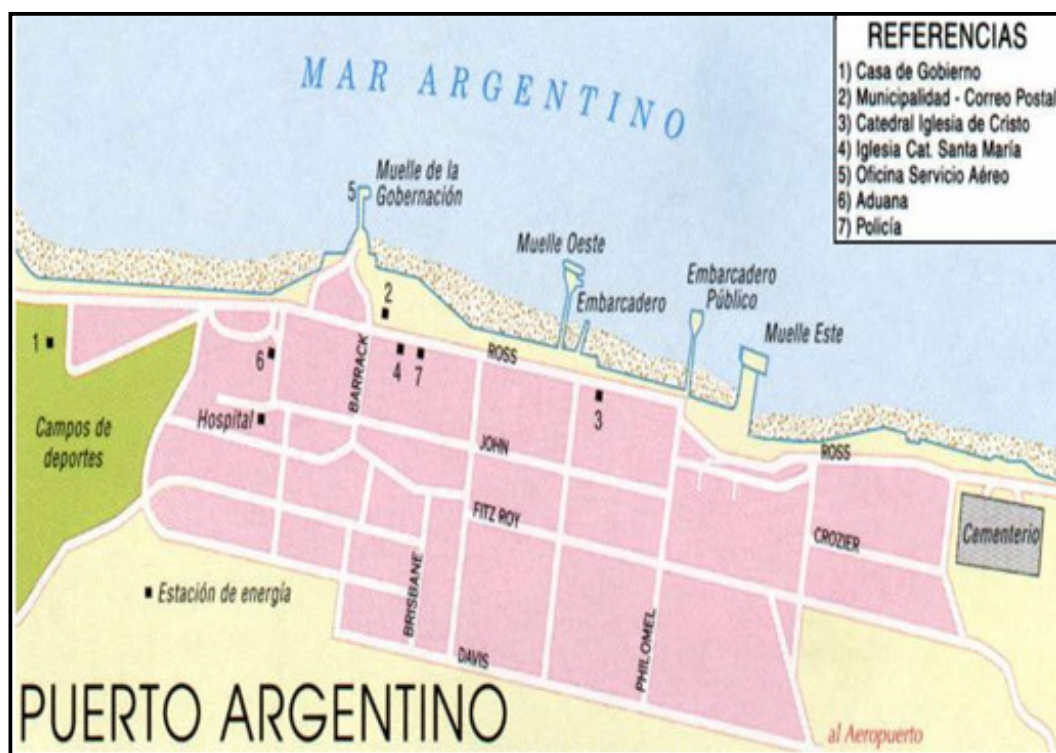 REFERENCIAS
1) Casa de Gobierno
2) Municipalidad - Correo Postal
3) Catedral Iglesia de Cristo
4) Iglesia Cat. Santa María
5) Oficina Servicio Aéreo
6) Aduana
7) Policía
MAR ARGENTINO
Muelle de la
Gobernación
5
Muelle Oeste
Embarcadero
Embarcadero
Público
Muelle Este
2
1
6
BARRACK
4
7
ROSS
3
Hospital
Campos de
deportes
JOHN
ROSS
FITZ ROY
CROZIER
Cementerio
Estación de energía
BRISBANE
PHILOMEL
DAVIS
PUERTO ARGENTINO
al Aeropuerto